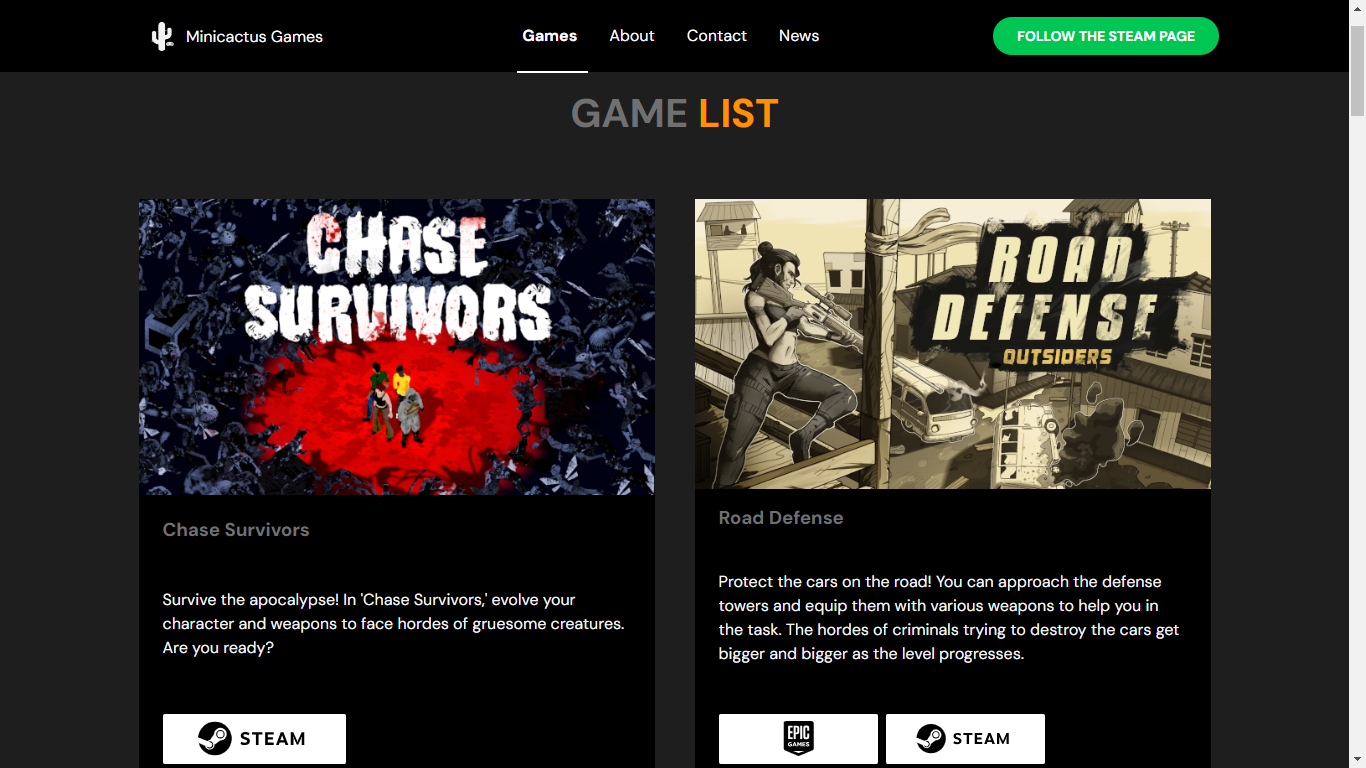 Minicactus Games
Games
About
Contact
News
FOLLOW THE STEAM PAGE
GAME LIST
CHASE
SURVIVORS
Chase Survivors
Survive the apocalypse! In 'Chase Survivors,' evolve your
character and weapons to face hordes of gruesome creatures.
Are you ready?
STEAM
ROAD
DEFENSE
OUTSIDERS
Road Defense
Protect the cars on the road! You can approach the defense
towers and equip them with various weapons to help you in
the task. The hordes of criminals trying to destroy the cars get
bigger and bigger as the level progresses.
EPIC
GAMES
STEAM